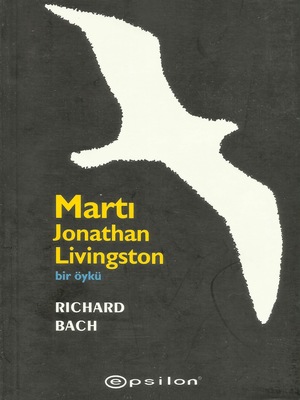 Martı
Jonathan
Livingston
bir öykü
RICHARD
BACH
epsilon®